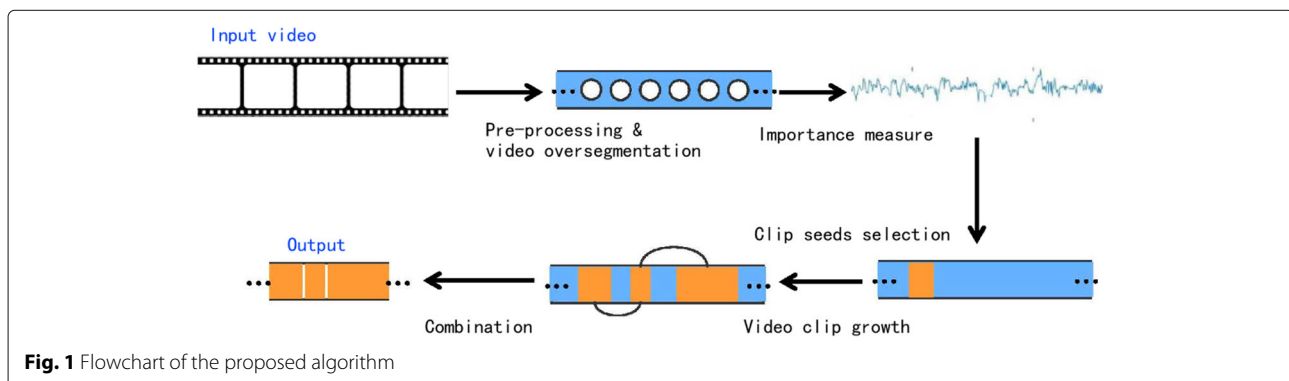 Input video
Pre-processing &
video oversegmentation
Importance measure
Clip seeds selection
Output
Combination
Video clip growth
Fig. 1 Flowchart of the proposed algorithm